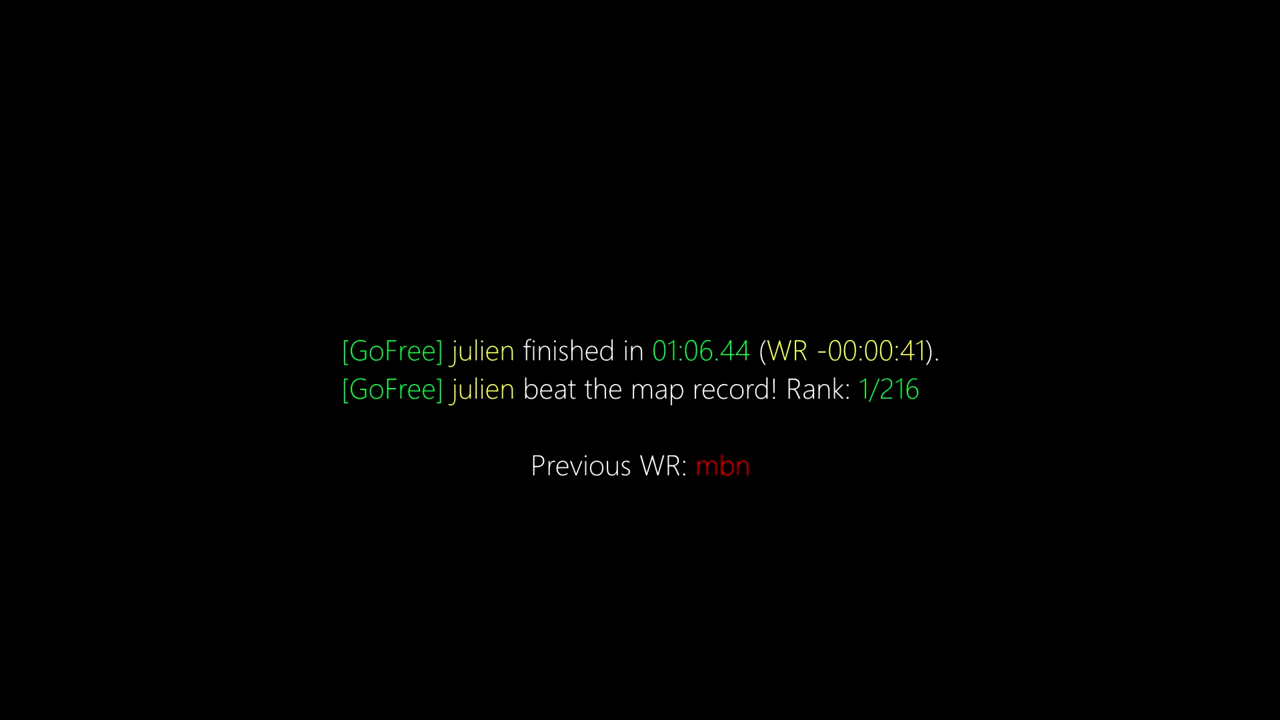 [GoFree] julien finished in 01:06.44 (WR -00:00:41).
[GoFree] julien beat the map record! Rank: 1/216
Previous WR: mbn